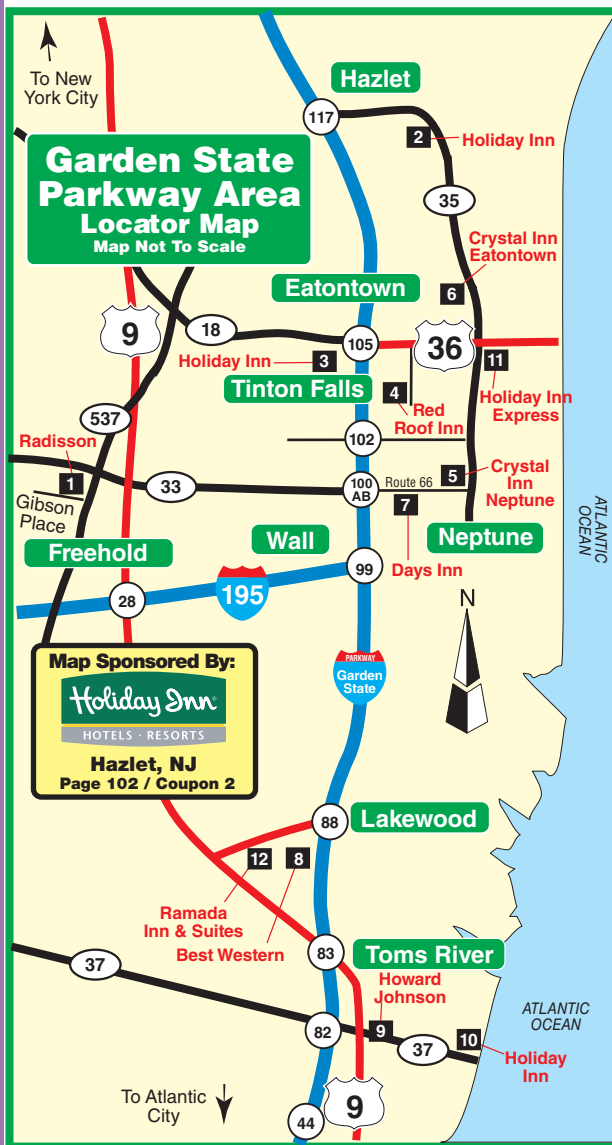 To New
York City
Hazlet
117
2
Holiday Inn
Garden State
Parkway Area
Locator Map
Map Not To Scale
35
Crystal Inn
Eatontown
6
Eatontown
9
18
105
36
Holiday Inn
3
11
Tinton Falls
4
Red
Roof Inn
Holiday Inn
Express
537
102
Radisson
1
33
100
AB
Route 66
5
Crystal
Inn
Neptune
Gibson
Place
7
ATLANTIC
OCEAN
Freehold
Wall
Neptune
Days Inn
99
195
28
N
PARKWAY
Garden
State
Map Sponsored By:
Holiday Inn®
HOTELS · RESORTS
Hazlet, NJ
Page 102 / Coupon 2
88
Lakewood
12
8
Ramada
Inn & Suites
Best Western
83
Toms River
37
Howard
Johnson
ATLANTIC
OCEAN
82
9
37
10
Holiday
Inn
To Atlantic
City
44
9